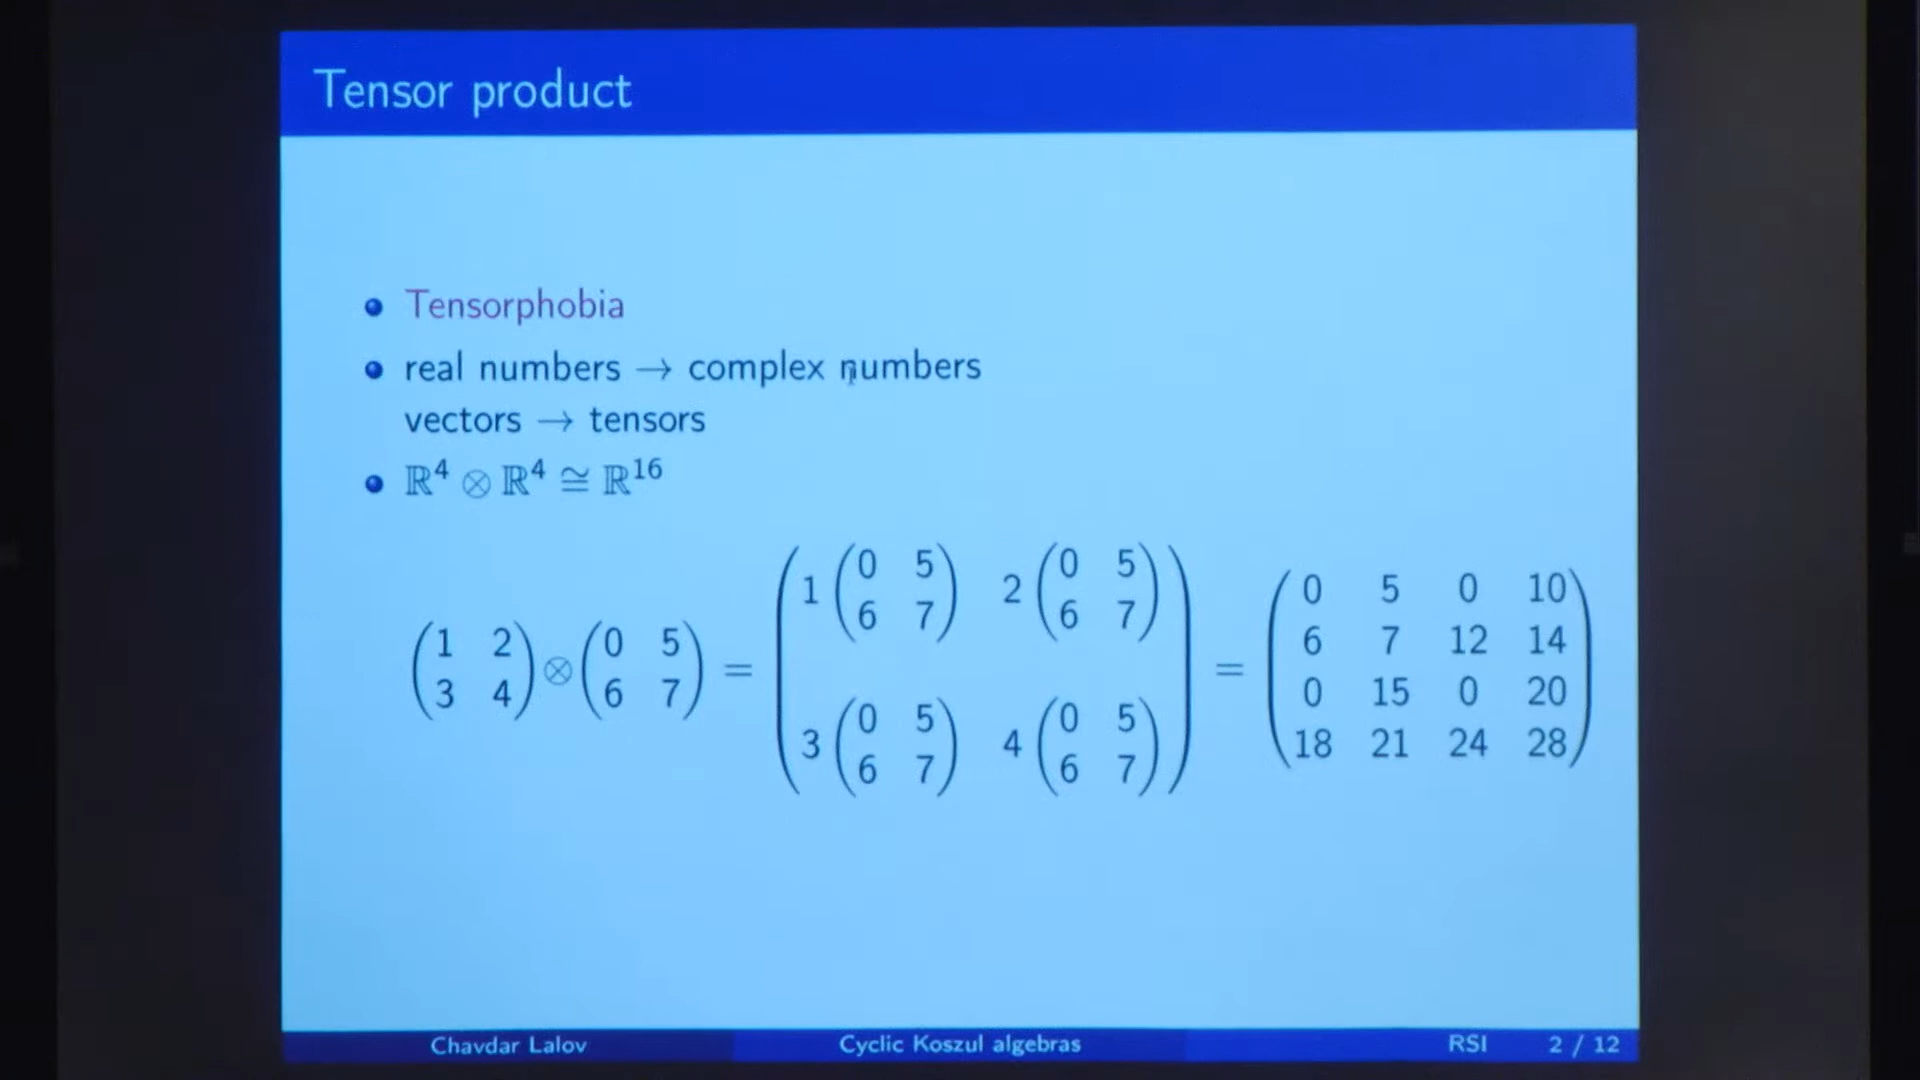 Tensor product
Tensorphobia
real numbers → complex numbers
vectors → tensors
ℝ⁴ ⊗ ℝ⁴ ≅ ℝ¹⁶
(1 2; 3 4) ⊗ (0 5; 6 7) = (1(0 5; 6 7) 2(0 5; 6 7); 3(0 5; 6 7) 4(0 5; 6 7)) = (0 5 0 10; 6 7 12 14; 0 15 0 20; 18 21 24 28)
Chavdar Lalov Cyclic Koszul algebras RSI 2 / 12